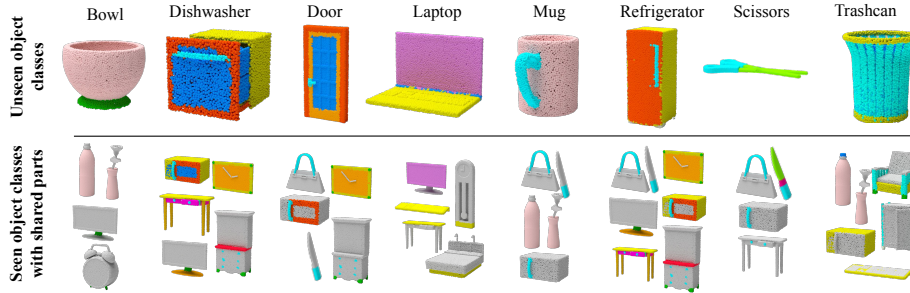 Bowl Dishwasher Door Laptop Mug Refrigerator Scissors Trashcan
Unseen object
classes
Seen object classes
with shared parts